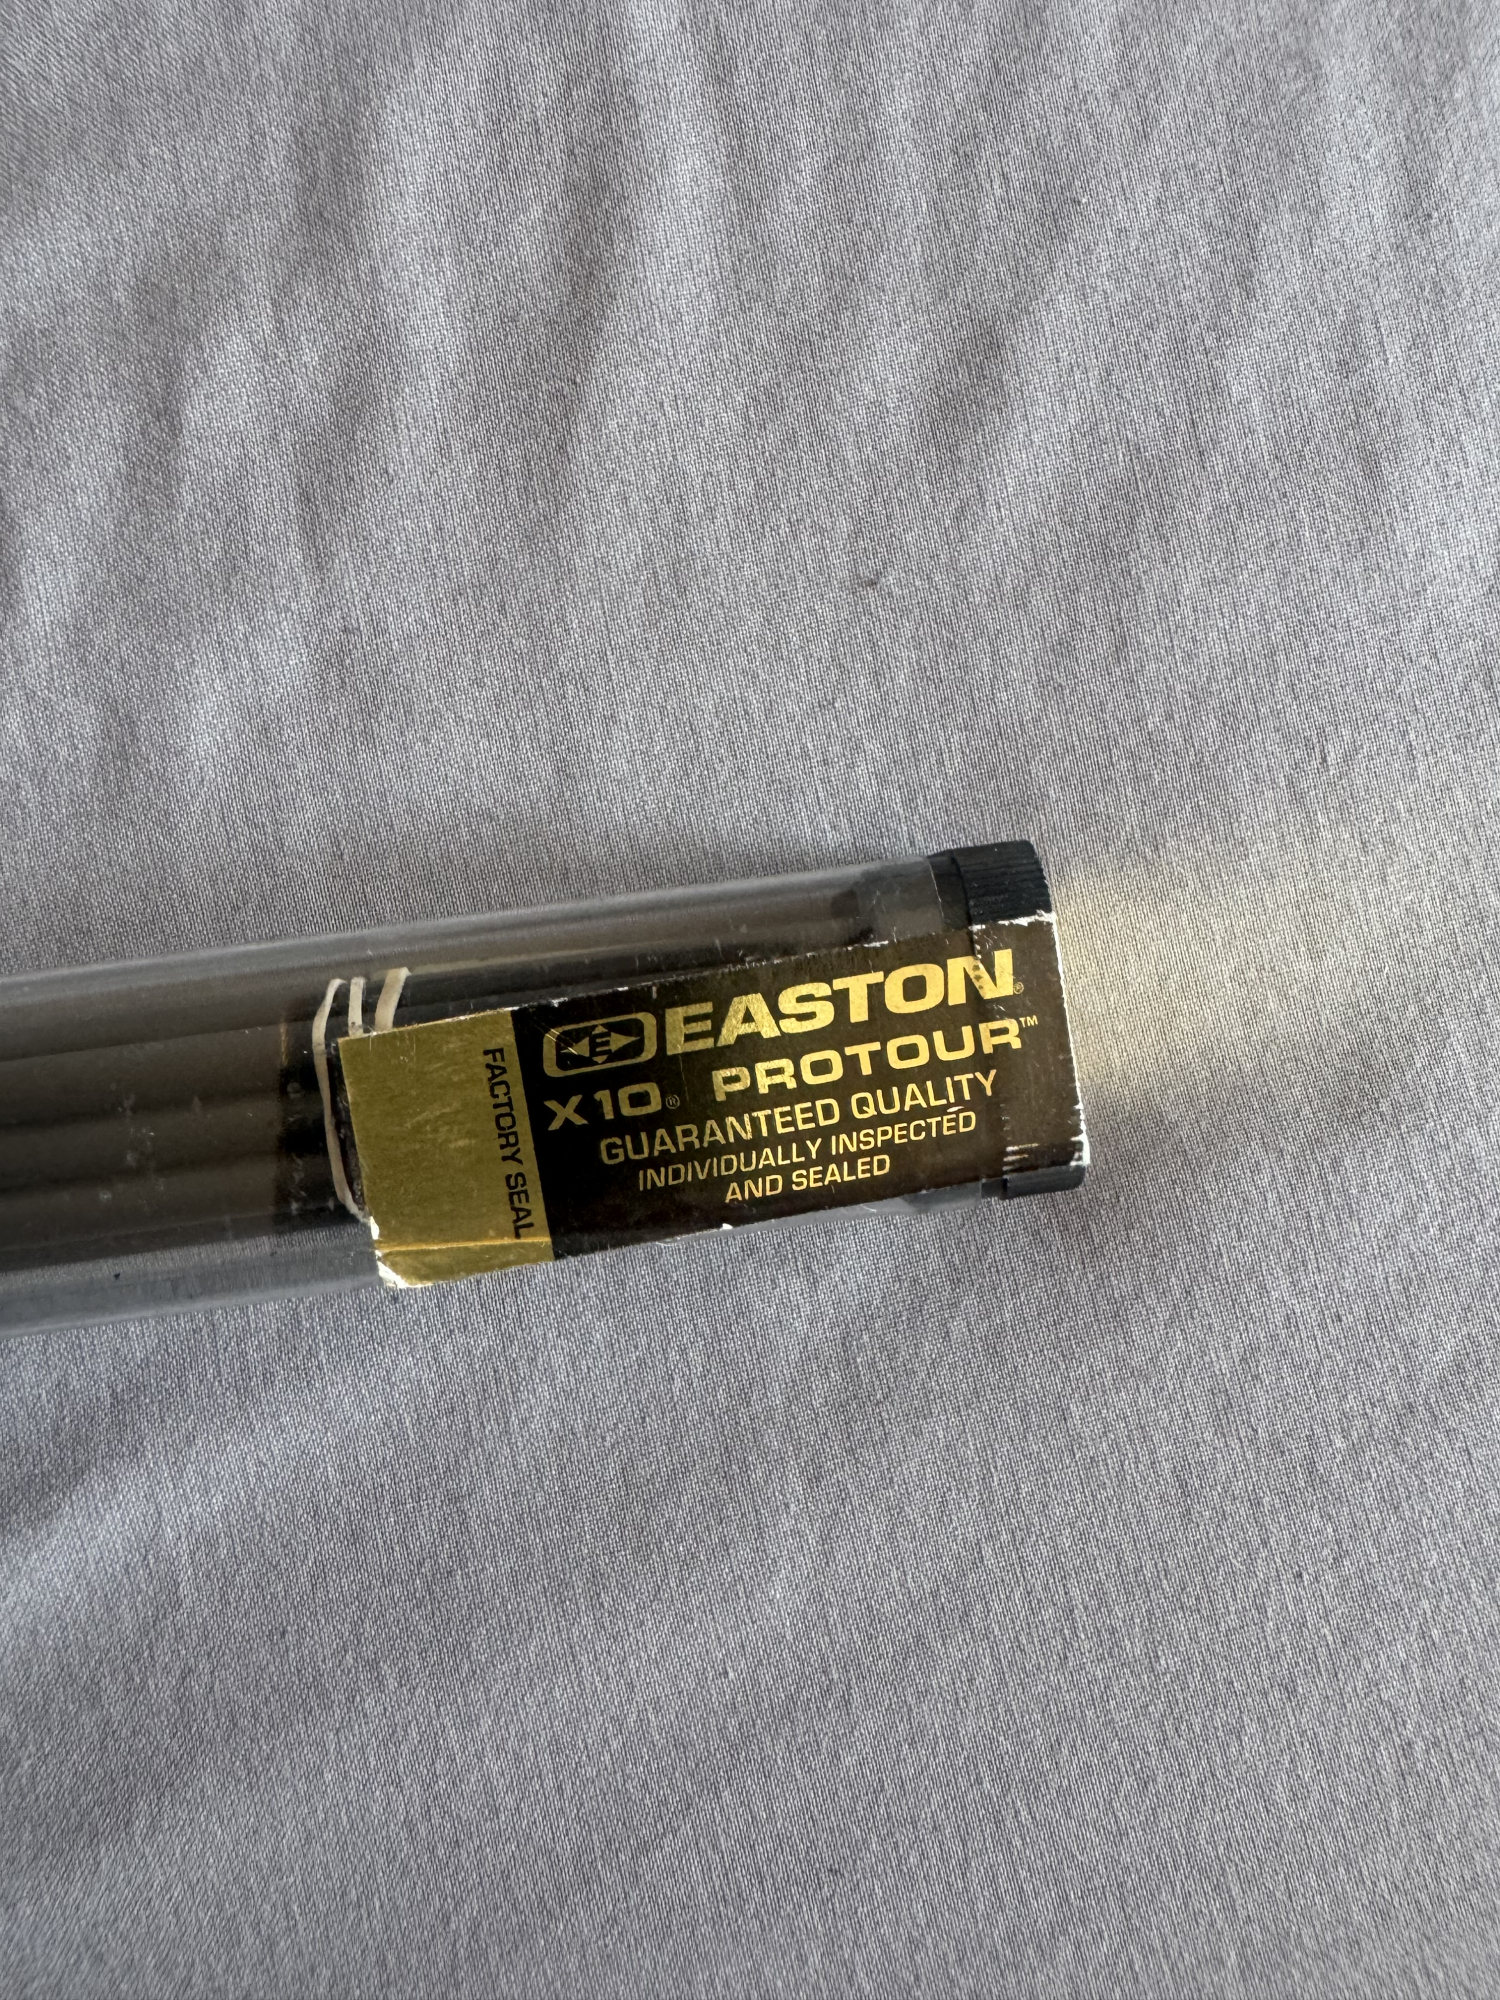 EASTON®
X10® PROTOUR™
GUARANTEED QUALITY
INDIVIDUALLY INSPECTED
AND SEALED
FACTORY SEAL